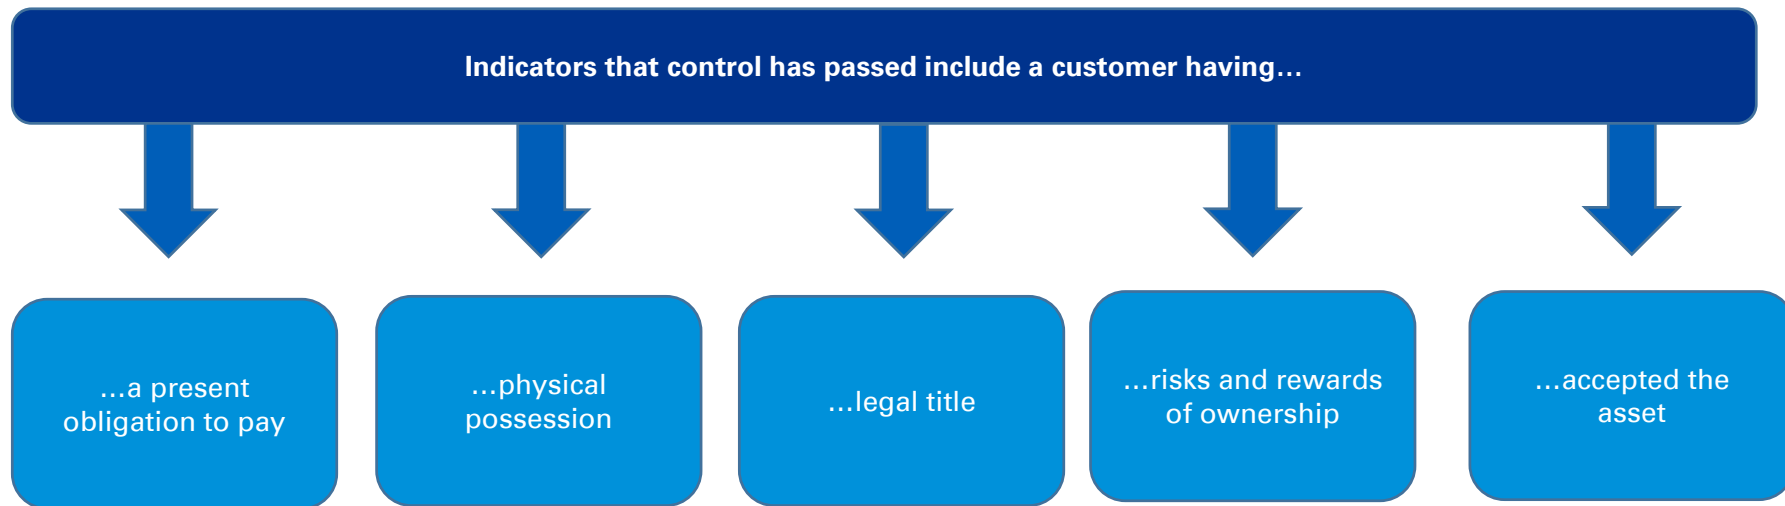 Indicators that control has passed include a customer having…
…a present
obligation to pay
…physical
possession
…legal title
…risks and rewards
of ownership
…accepted the
asset